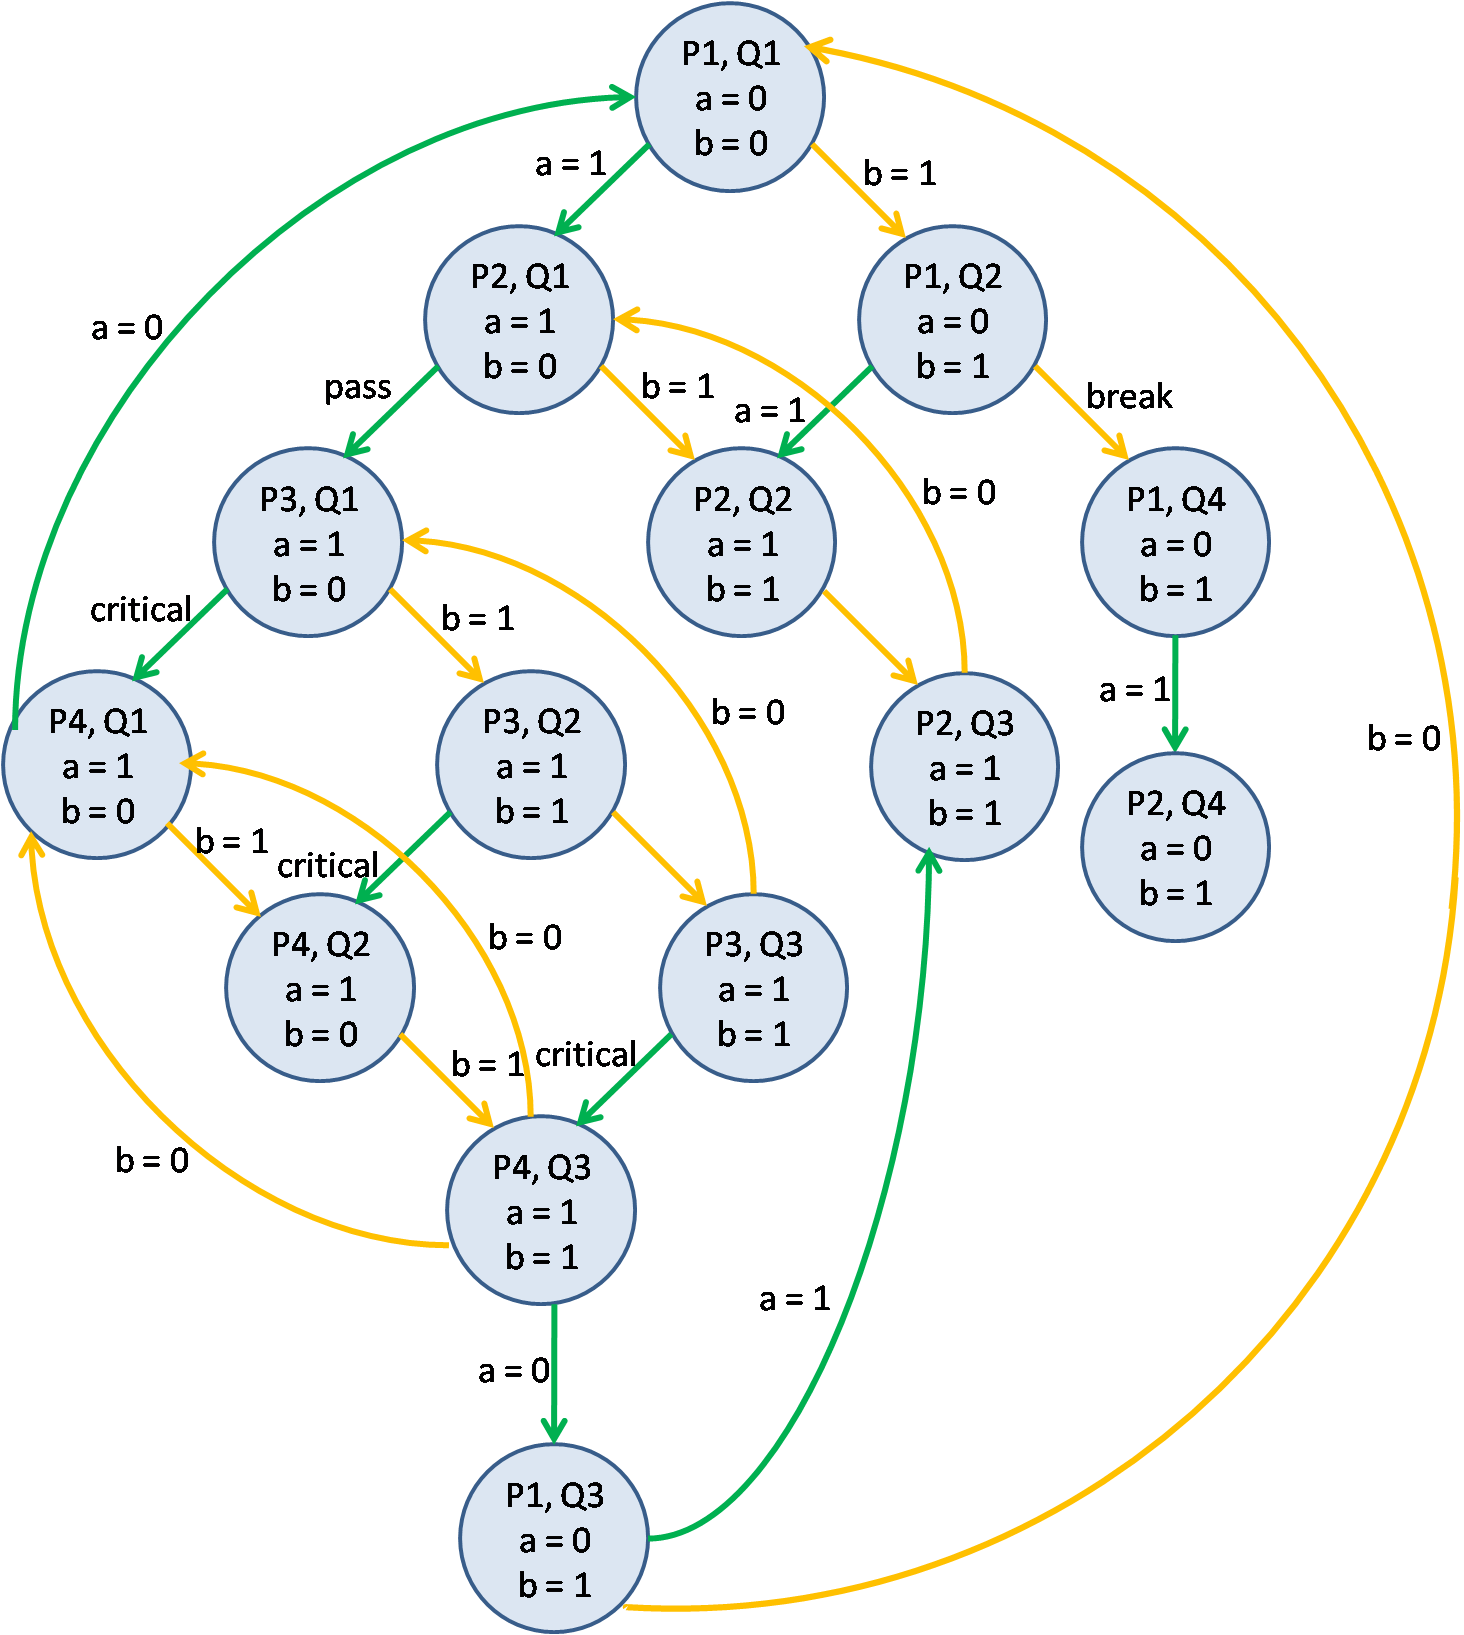 P1, Q1
a = 0
b = 0
a = 1
b = 1
P2, Q1
a = 1
b = 0
P1, Q2
a = 0
b = 1
a = 0
pass
b = 1
a = 1
break
b = 0
P3, Q1
a = 1
b = 0
P2, Q2
a = 1
b = 1
P1, Q4
a = 0
b = 1
critical
b = 1
b = 0
a = 1
b = 0
P4, Q1
a = 1
b = 0
P3, Q2
a = 1
b = 1
P2, Q3
a = 1
b = 1
P2, Q4
a = 0
b = 1
b = 1
critical
b = 0
P4, Q2
a = 1
b = 0
P3, Q3
a = 1
b = 1
b = 1
critical
b = 0
P4, Q3
a = 1
b = 1
a = 1
a = 0
P1, Q3
a = 0
b = 1